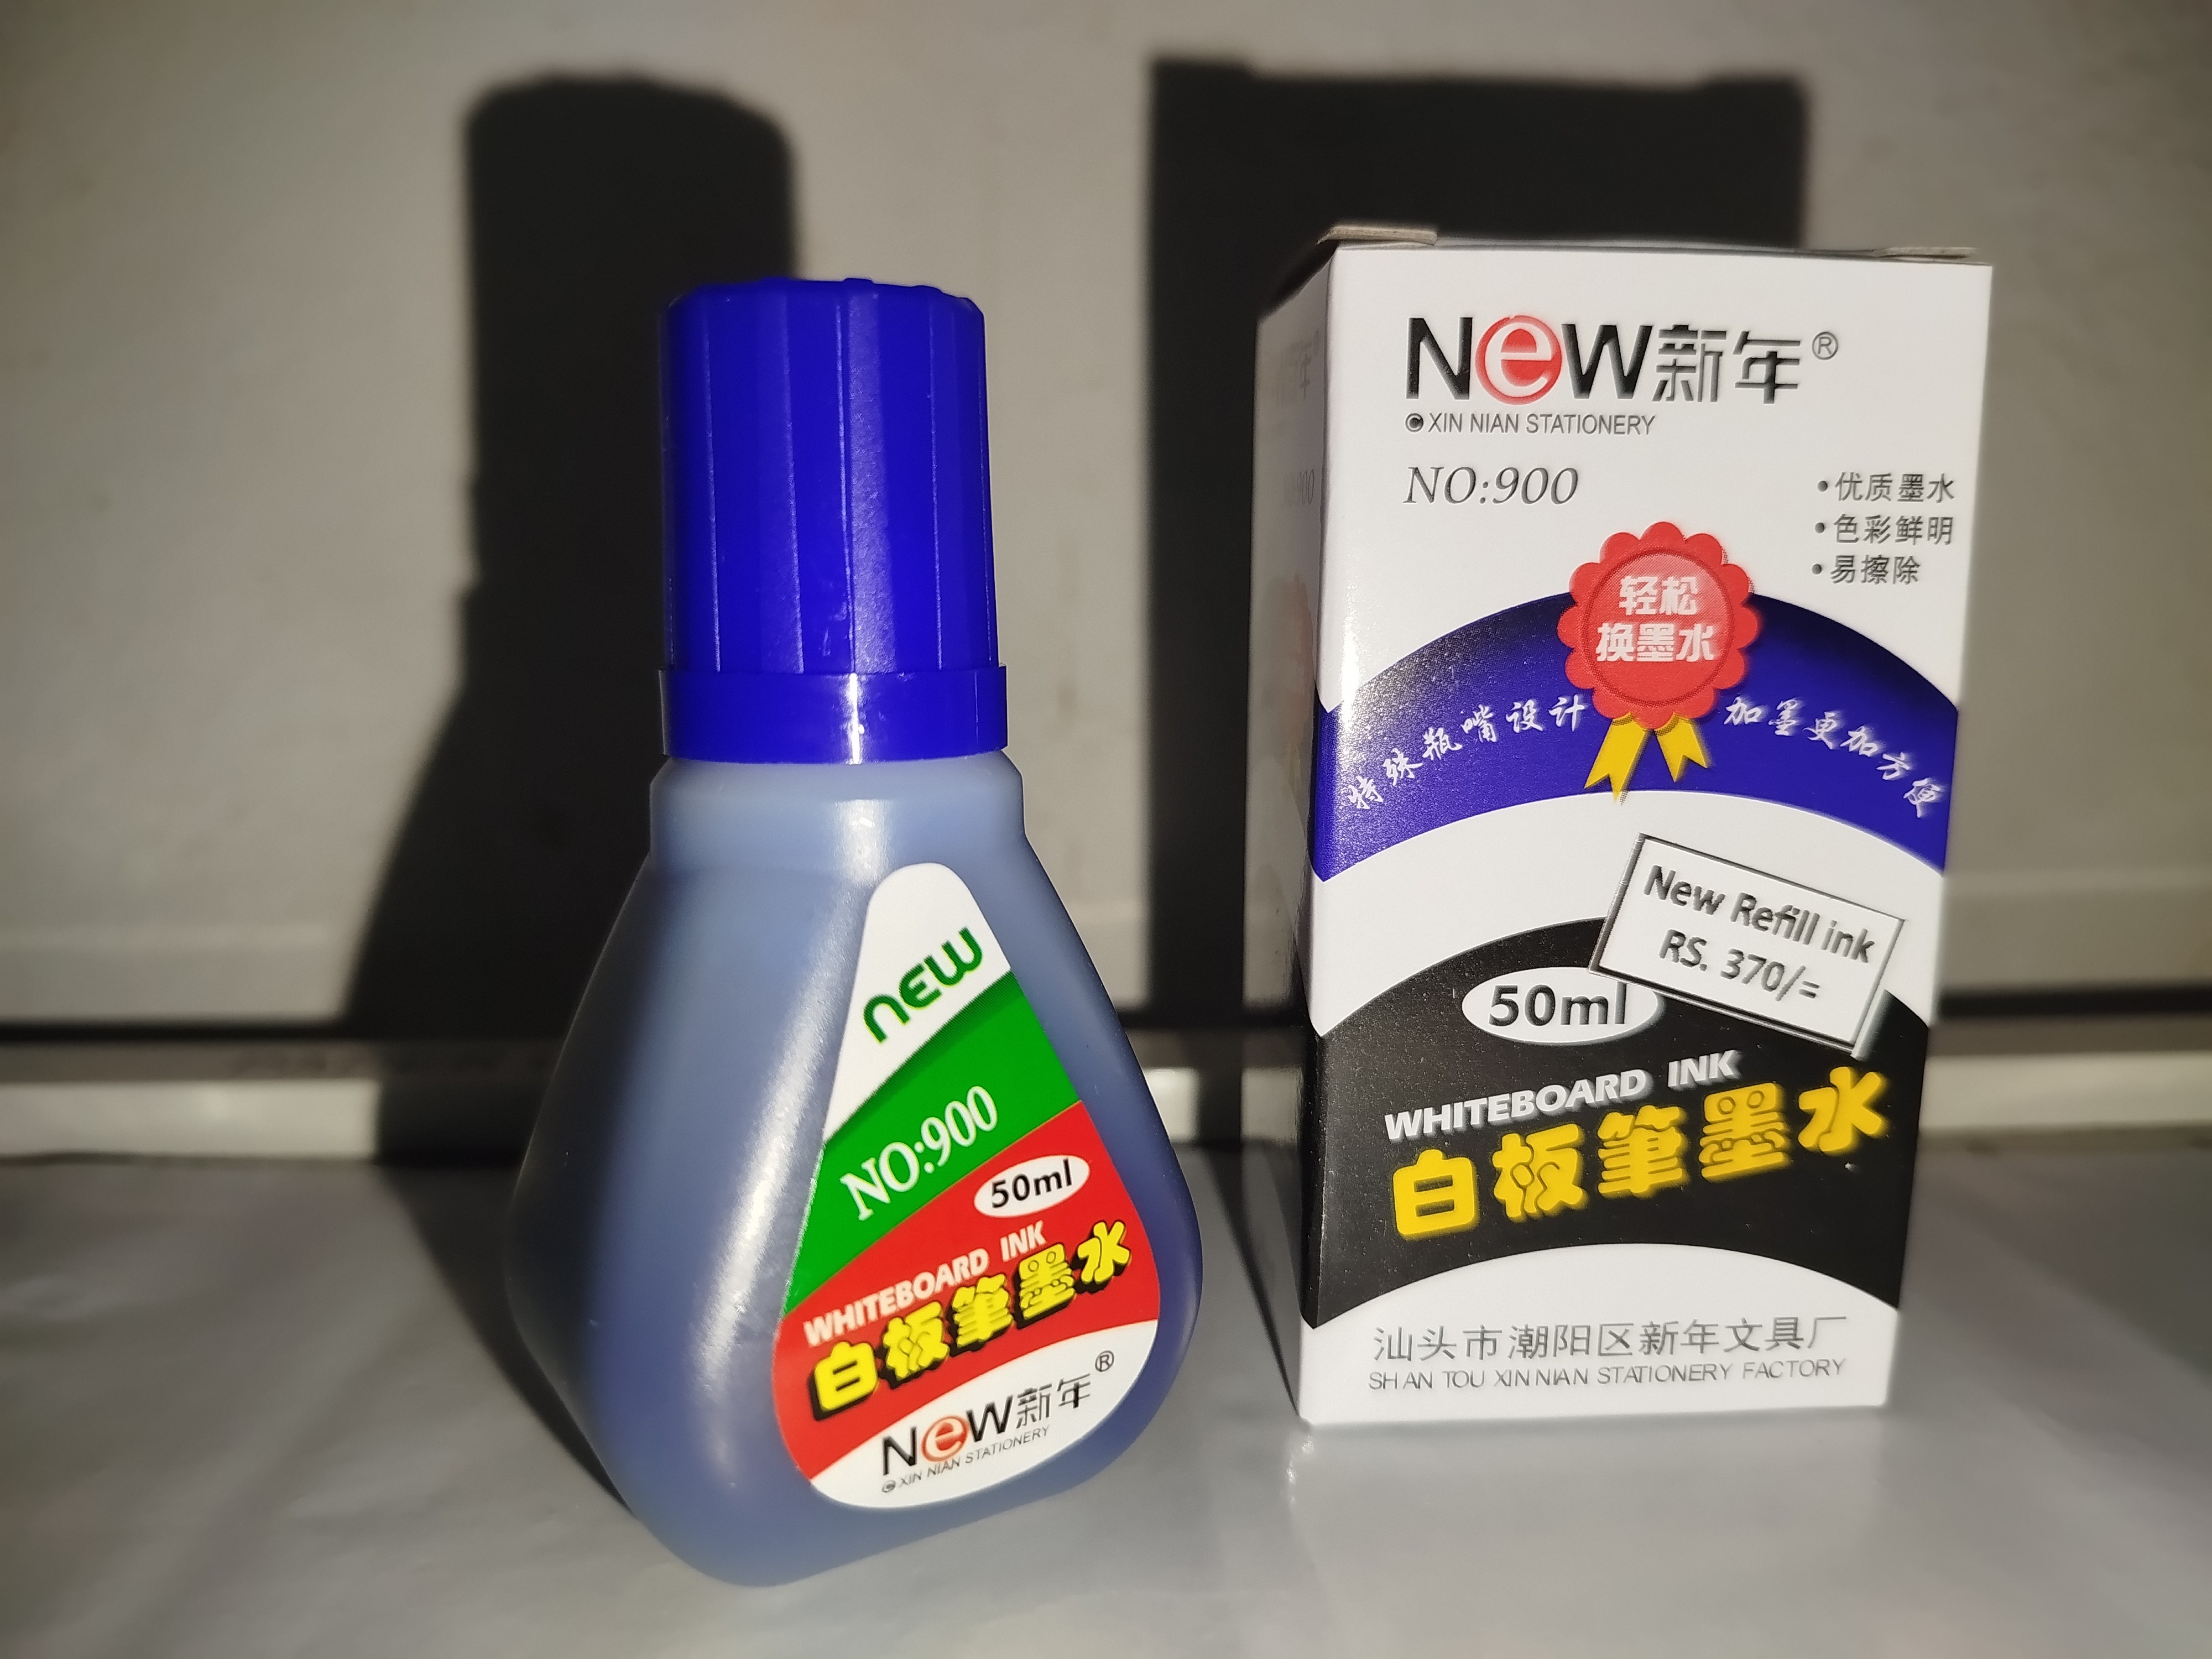 new
NO:900
50ml
WHITEBOARD INK
白板筆墨水
New新年®
© XIN NIAN STATIONERY
New新年®
© XIN NIAN STATIONERY
NO:900
•优质墨水
•色彩鲜明
•易擦除
轻松
换墨水
特殊瓶嘴设计 加墨更加方便
New Refill ink
RS. 370/=
50ml
WHITEBOARD INK
白板筆墨水
汕头市潮阳区新年文具厂
SHAN TOU XINNIAN STATIONERY FACTORY